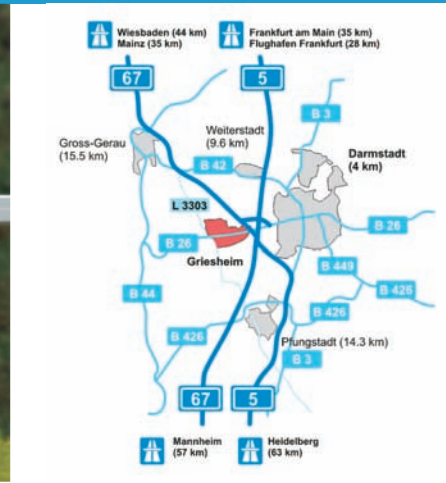 Wiesbaden (44 km)
Mainz (35 km)
Frankfurt am Main (35 km)
Flughafen Frankfurt (28 km)
67
5
B 3
Gross-Gerau
(15.5 km)
Weiterstadt
(9.6 km)
Darmstadt
(4 km)
B 42
L 3303
B 26
B 26
Griesheim
B 449
B 44
B 426
B 426
B 426
Pfungstadt (14.3 km)
B 3
67
5
Mannheim
(57 km)
Heidelberg
(63 km)